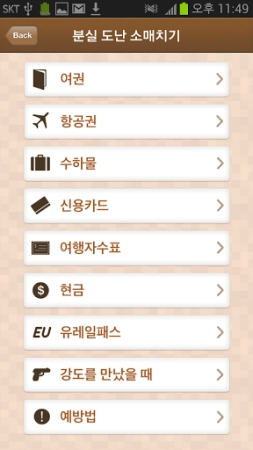 SKT 오후 11:49
Back 분실 도난 소매치기
여권
항공권
수하물
신용카드
여행자수표
현금
EU 유레일패스
강도를 만났을 때
예방법